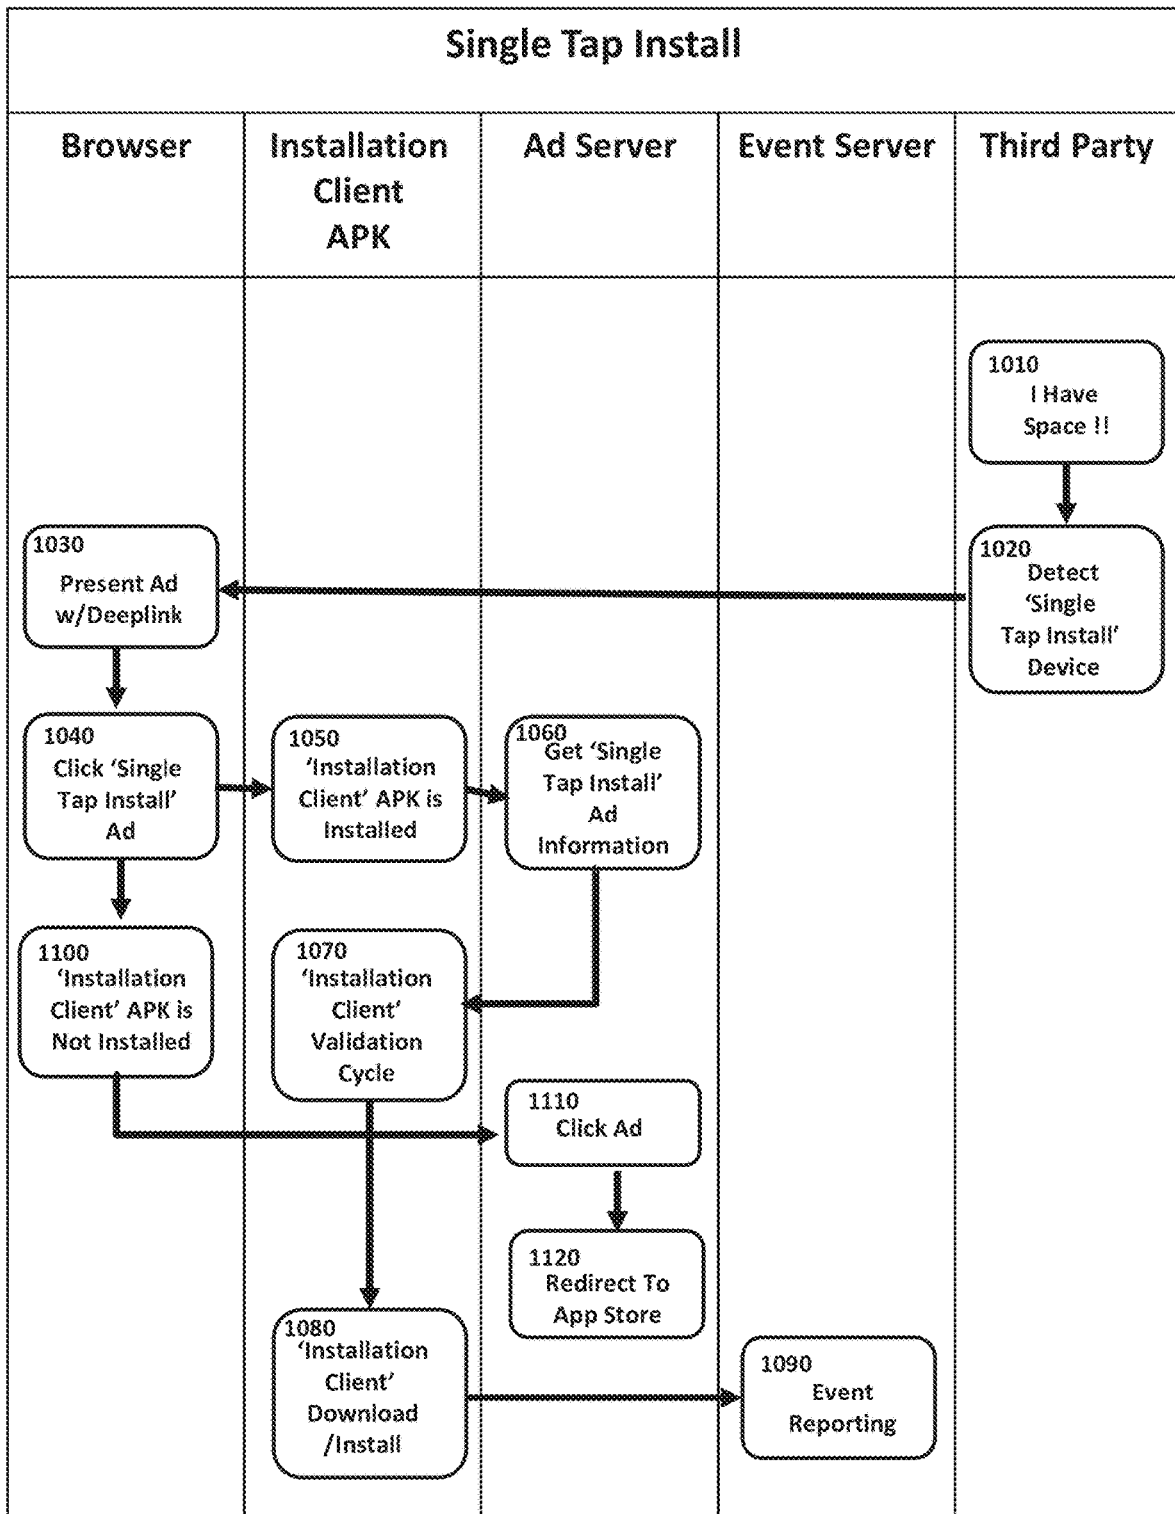 Single Tap Install
Browser
Installation
Client
APK
Ad Server
Event Server
Third Party
1010
I Have
Space !!
1020
Detect
‘Single
Tap Install’
Device
1030
Present Ad
w/Deeplink
1040
Click ‘Single
Tap Install’
Ad
1050
‘Installation
Client’ APK is
Installed
1060
Get ‘Single
Tap Install’
Ad
Information
1100
‘Installation
Client’ APK is
Not Installed
1070
‘Installation
Client’
Validation
Cycle
1110
Click Ad
1120
Redirect To
App Store
1080
‘Installation
Client’
Download
/Install
1090
Event
Reporting